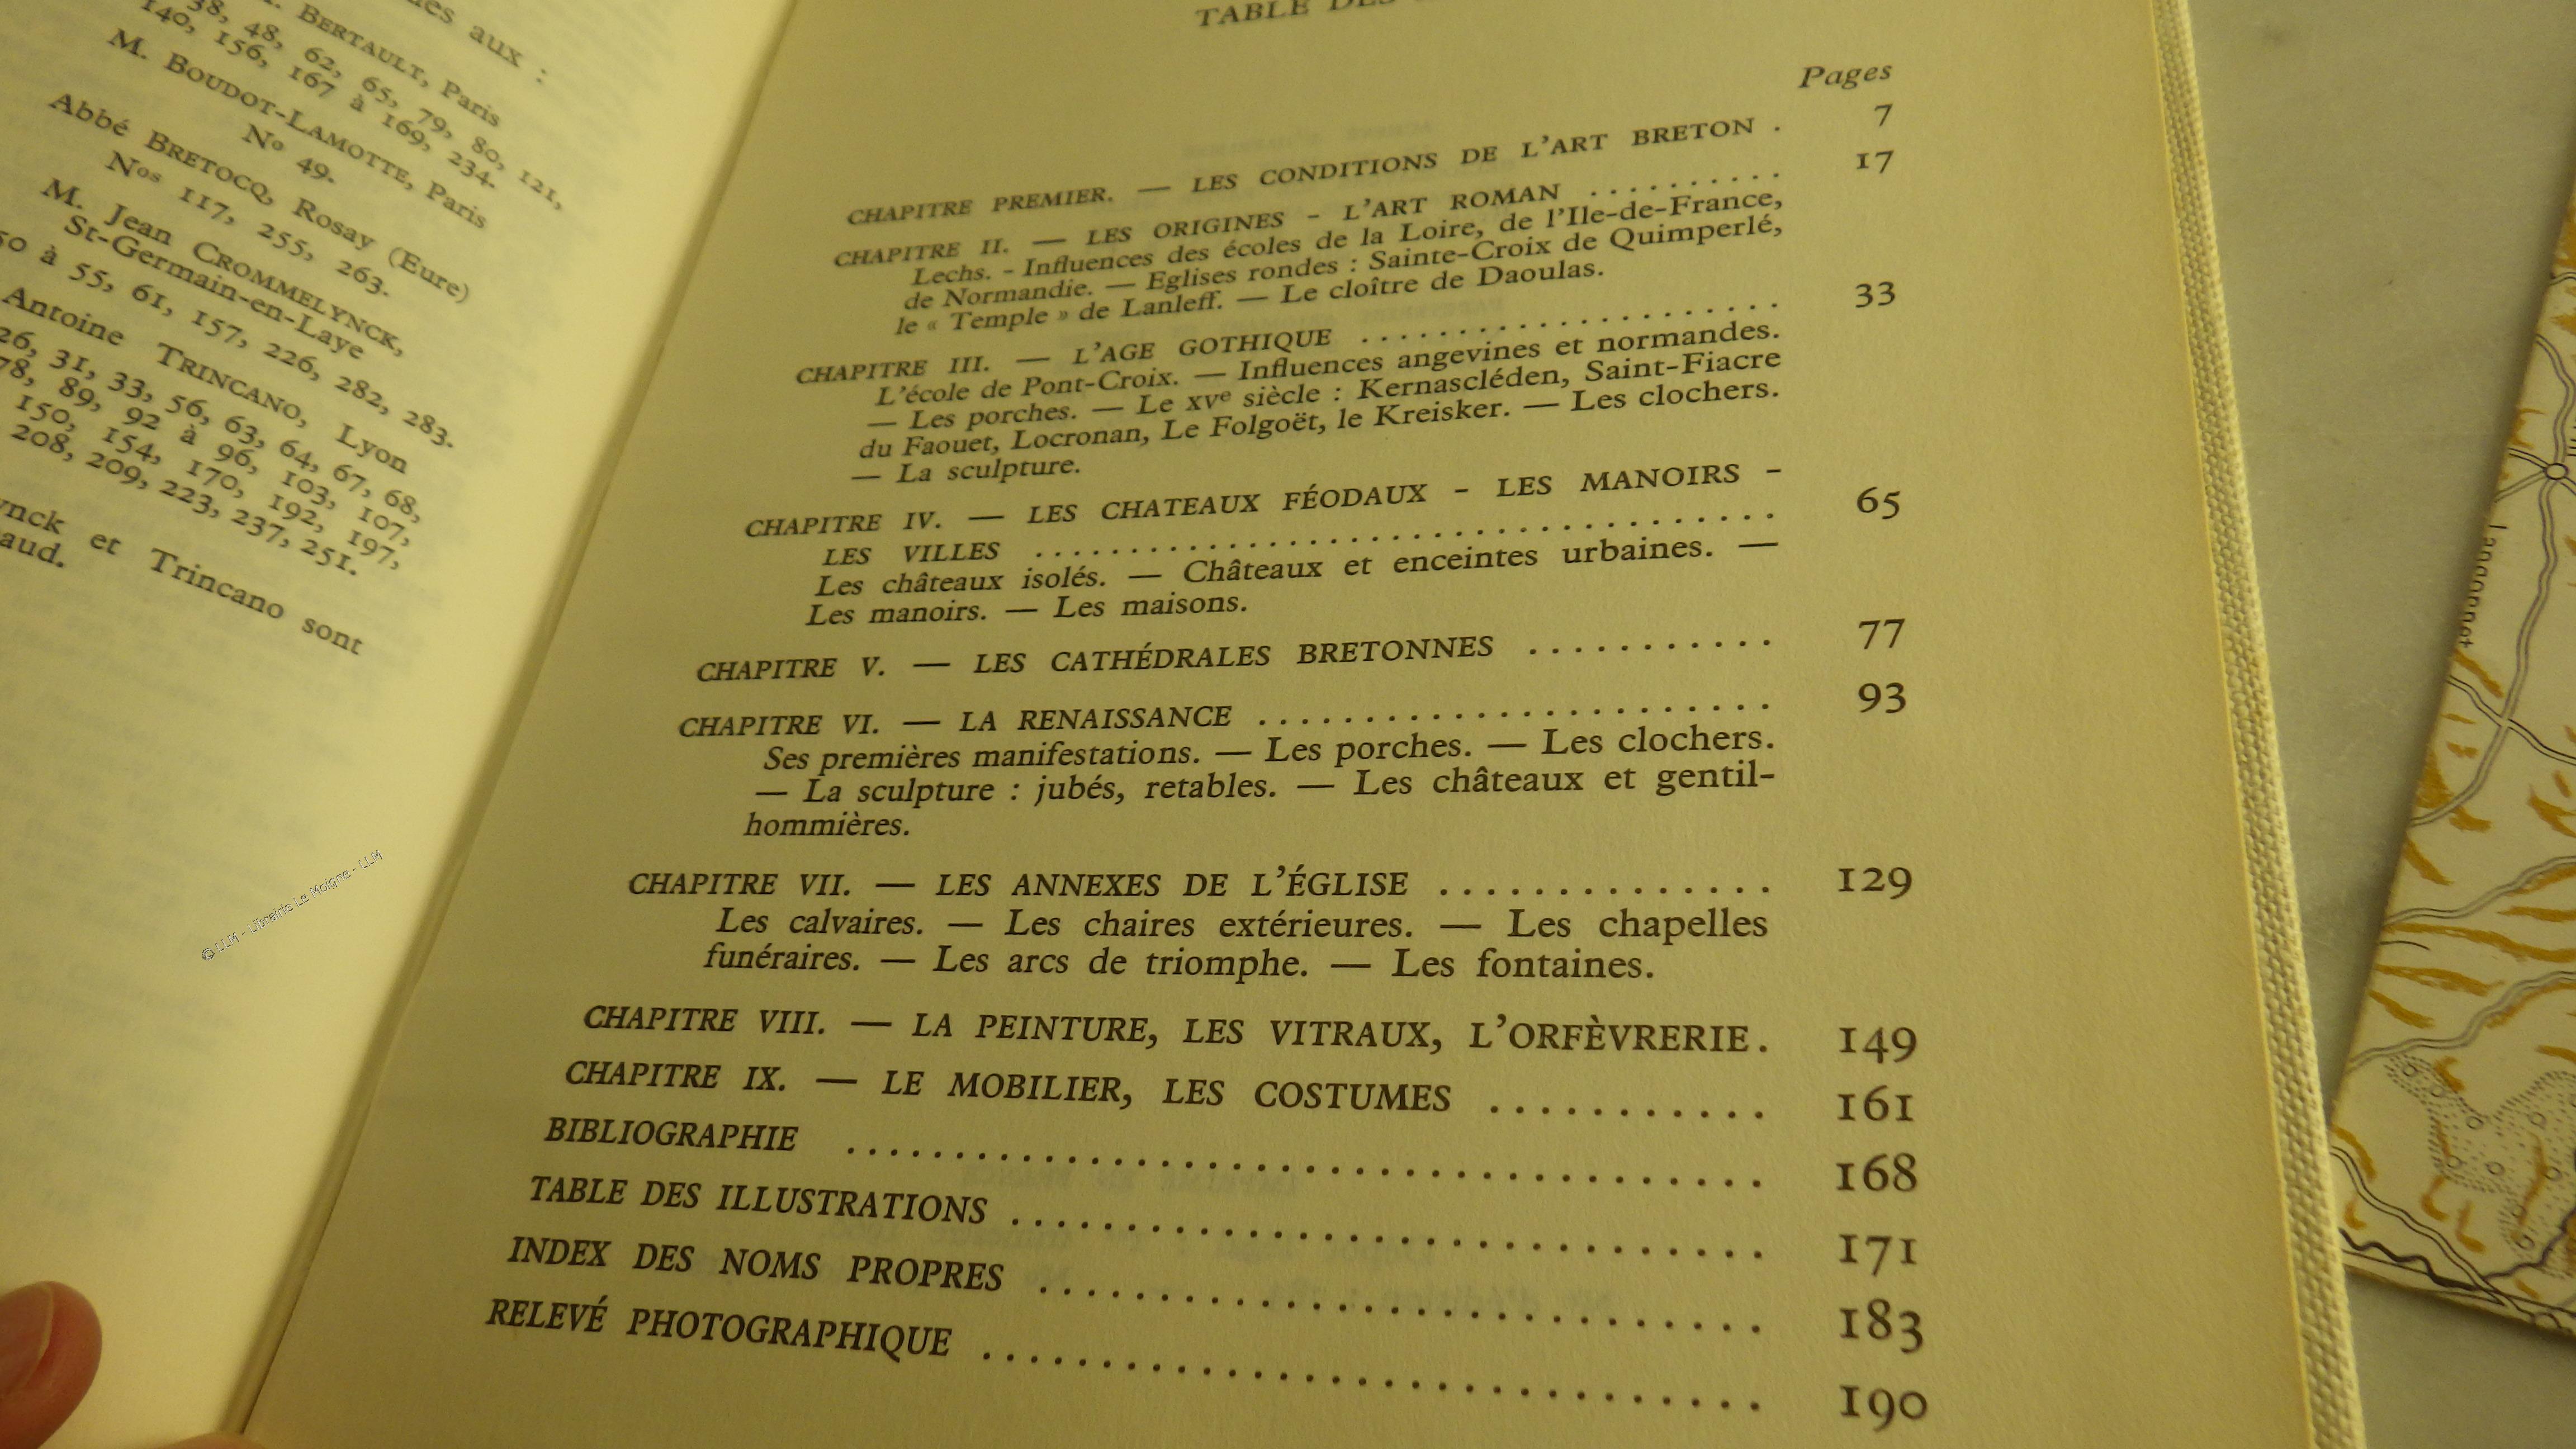 aux :
BERTAULT, Paris
38, 48, 62, 65, 79, 80, 121,
140, 156, 167 à 169, 234.
M. BOUDOT-LAMOTTE, Paris
Nº 49.
Abbé BRETOCQ, Rosay (Eure)
Nos 117, 255, 263.
M. Jean CROMMELYNCK,
St-Germain-en-Laye
50 à 55, 61, 157, 226, 282, 283.
Antoine TRINCANO, Lyon
26, 31, 33, 56, 63, 64, 67, 68,
78, 89, 92 à 96, 103, 107,
150, 154, 170, 192, 197,
208, 209, 223, 237, 251.
et Trincano sont
© LLM - Librairie Le Moigne - LLM
TABLE DES
Pages
CHAPITRE PREMIER. — LES CONDITIONS DE L'ART BRETON . 7
CHAPITRE II. — LES ORIGINES - L'ART ROMAN .......... 17
Lechs. - Influences des écoles de la Loire, de l'Ile-de-France,
de Normandie. — Eglises rondes : Sainte-Croix de Quimperlé,
le « Temple » de Lanleff. — Le cloître de Daoulas.
CHAPITRE III. — L'AGE GOTHIQUE .................... 33
L'école de Pont-Croix. — Influences angevines et normandes.
— Les porches. — Le XVe siècle : Kernascléden, Saint-Fiacre
du Faouet, Locronan, Le Folgoët, le Kreisker. — Les clochers.
— La sculpture.
CHAPITRE IV. — LES CHATEAUX FÉODAUX - LES MANOIRS -
LES VILLES ................................ 65
Les châteaux isolés. — Châteaux et enceintes urbaines. —
Les manoirs. — Les maisons.
CHAPITRE V. — LES CATHÉDRALES BRETONNES ........... 77
CHAPITRE VI. — LA RENAISSANCE ....................... 93
Ses premières manifestations. — Les porches. — Les clochers.
— La sculpture : jubés, retables. — Les châteaux et gentil-
hommières.
CHAPITRE VII. — LES ANNEXES DE L'ÉGLISE .............. 129
Les calvaires. — Les chaires extérieures. — Les chapelles
funéraires. — Les arcs de triomphe. — Les fontaines.
CHAPITRE VIII. — LA PEINTURE, LES VITRAUX, L'ORFÈVRERIE. 149
CHAPITRE IX. — LE MOBILIER, LES COSTUMES ........... 161
BIBLIOGRAPHIE .................................. 168
TABLE DES ILLUSTRATIONS .......................... 171
INDEX DES NOMS PROPRES ......................... 183
RELEVÉ PHOTOGRAPHIQUE .......................... 190